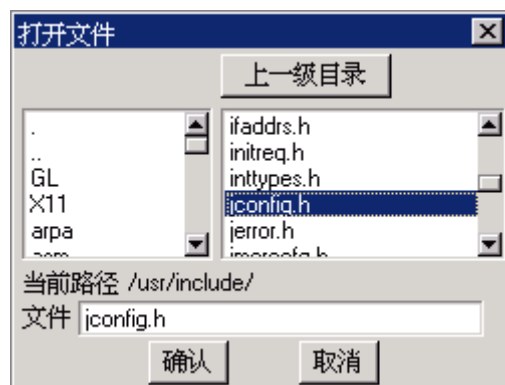 打开文件
上一级目录
.
..
GL
X11
arpa
ifaddrs.h
initreq.h
inttypes.h
jconfig.h
jerror.h
当前路径 /usr/include/
文件 jconfig.h
确认 取消